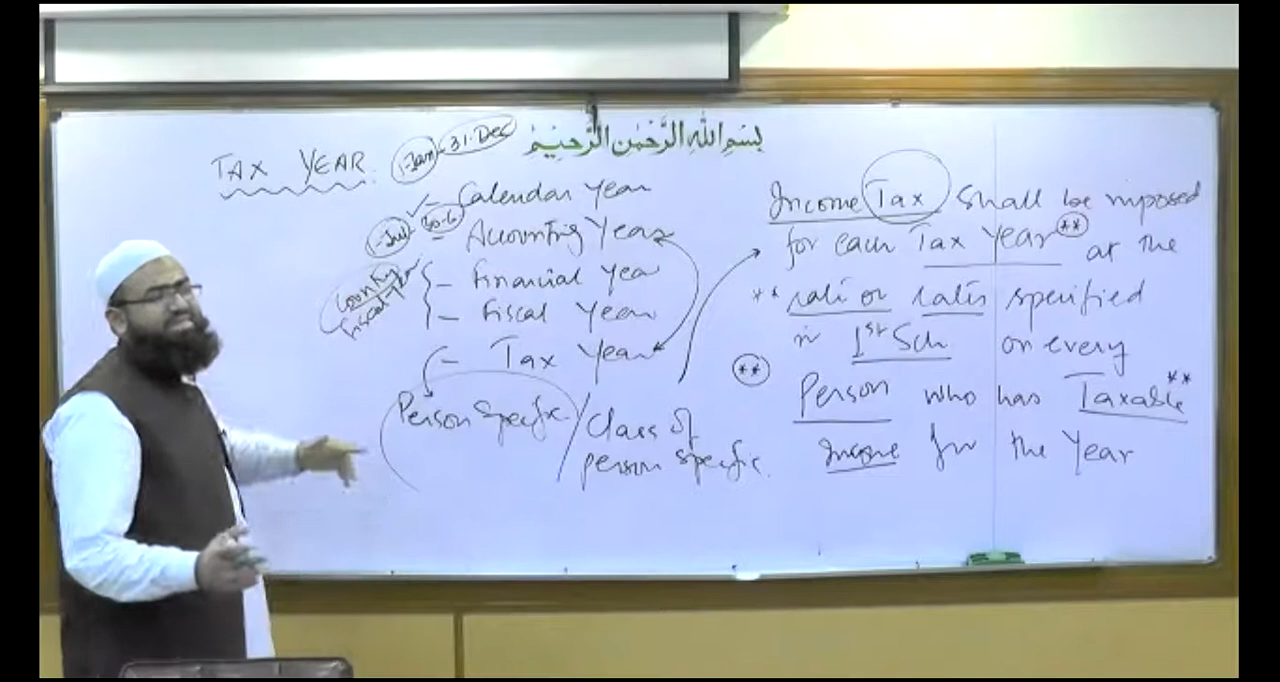 بِسْمِ اللهِ الرَّحْمٰنِ الرَّحِيْمِ
TAX YEAR.
1-Jan - 31-Dec
✓ - Calendar Year
1-Jul 30-6
- Accounting Year
- Financial Year
Country
Fiscal Year
- Fiscal Year
- Tax Year
Person Specific / Class of
person specific.
Income Tax shall be imposed
for each Tax Year ** at the
** rate or rates specified
in 1st Sch on every
** Person who has Taxable **
Income for the Year